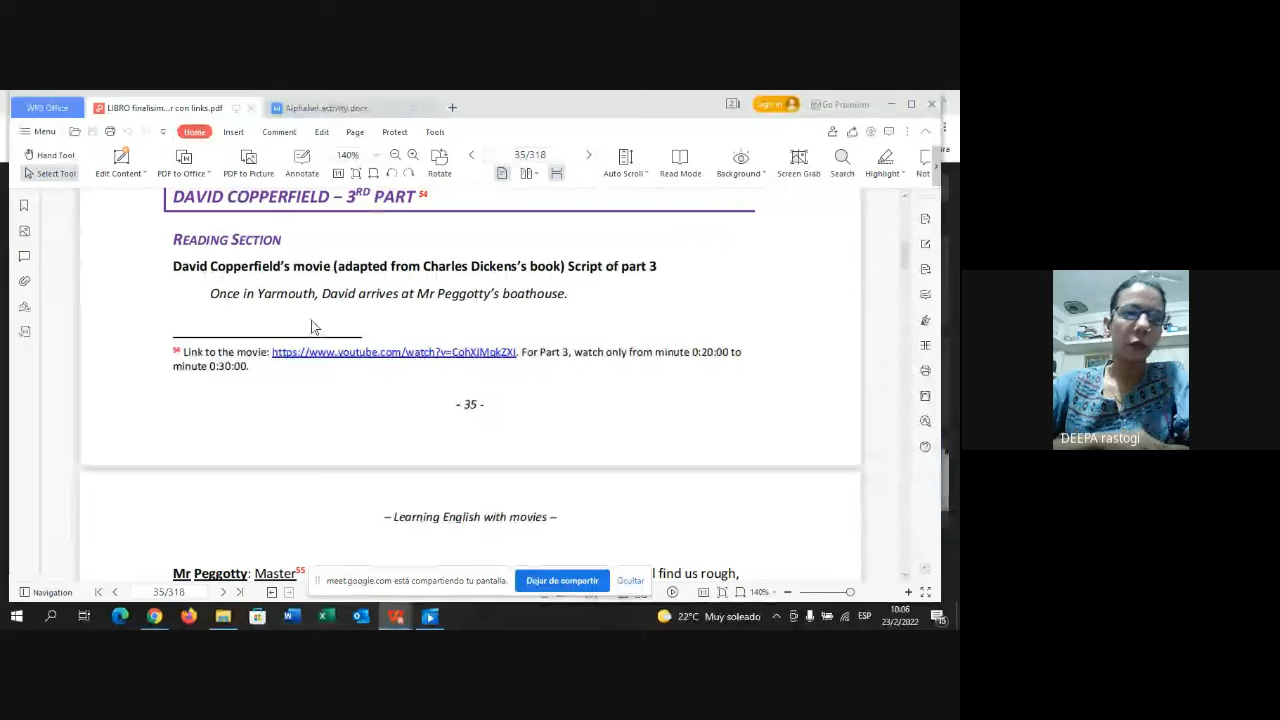 WPS Office
LIBRO finalisim...r con links.pdf
Alphabet activity.docx
Sign in
Go Premium
Menu
Home
Insert
Comment
Edit
Page
Protect
Tools
Hand Tool
Select Tool
Edit Content
PDF to Office
PDF to Picture
Annotate
140%
Rotate
35/318
Auto Scroll
Read Mode
Background
Screen Grab
Search
Highlight
Not
DAVID COPPERFIELD – 3RD PART 54
READING SECTION
David Copperfield's movie (adapted from Charles Dickens's book) Script of part 3
Once in Yarmouth, David arrives at Mr Peggotty's boathouse.
54 Link to the movie: https://www.youtube.com/watch?v=CohXJMqkZXI. For Part 3, watch only from minute 0:20:00 to
minute 0:30:00.
- 35 -
– Learning English with movies –
Mr Peggotty: Master55
find us rough,
meet.google.com está compartiendo tu pantalla.
Dejar de compartir
Ocultar
Navigation
35/318
140%
22°C Muy soleado
ESP
10:06
23/2/2022
15
DEEPA rastogi